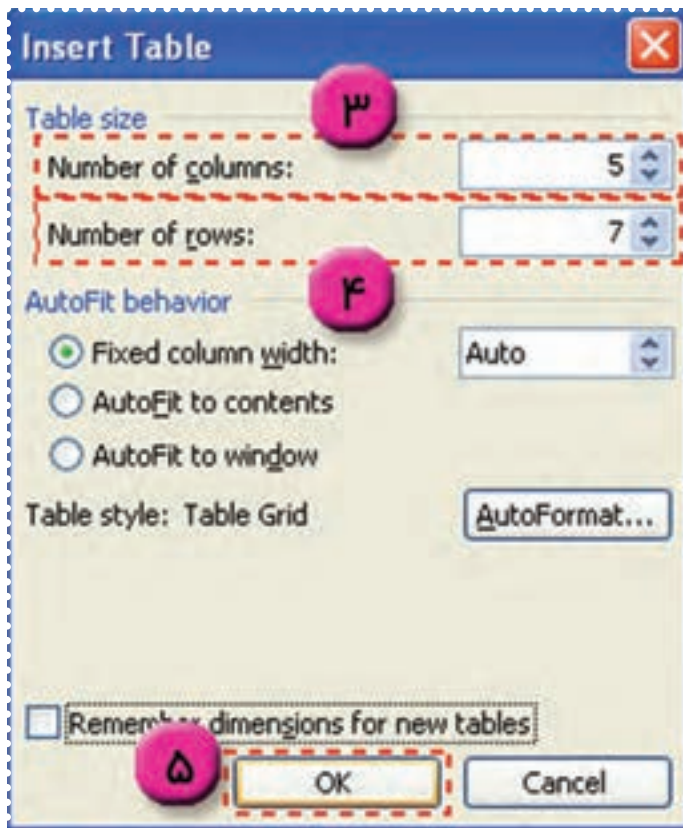 Insert Table
۳
Table size
Number of columns: 5
Number of rows: 7
۴
AutoFit behavior
Fixed column width: Auto
AutoFit to contents
AutoFit to window
Table style: Table Grid AutoFormat...
Remember dimensions for new tables
۵
OK Cancel